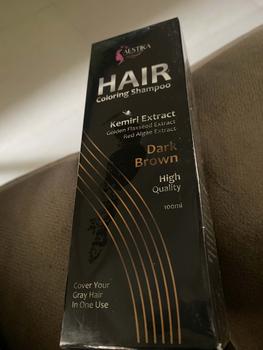 AESTIKA
HAIR
Coloring Shampoo
Kemiri Extract
Golden Flaxseed Extract
Red Algae Extract
Dark
Brown
High
Quality
100ml
Cover Your
Gray Hair
In One Use